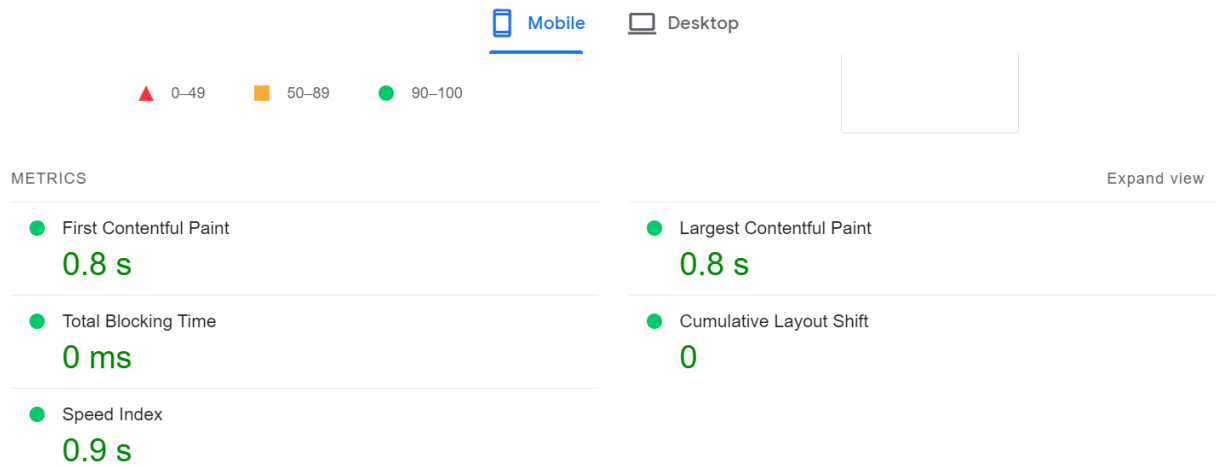 Mobile Desktop
0–49 50–89 90–100
METRICS Expand view
First Contentful Paint Largest Contentful Paint
0.8 s 0.8 s
Total Blocking Time Cumulative Layout Shift
0 ms 0
Speed Index
0.9 s